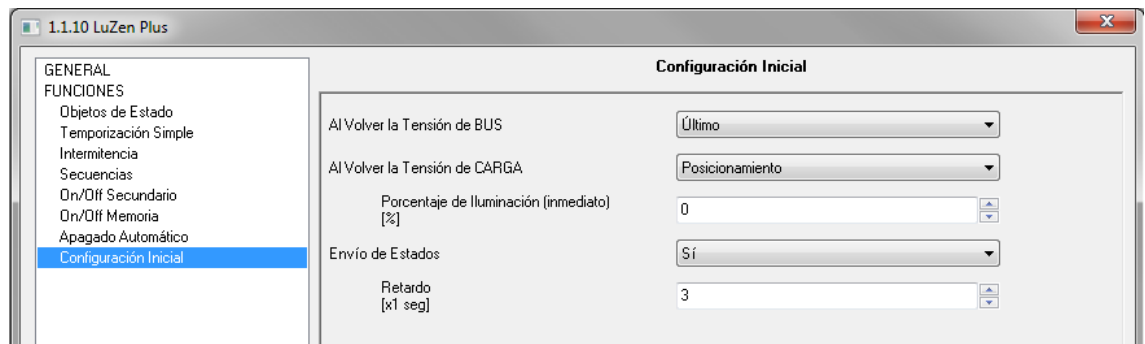 1.1.10 LuZen Plus
GENERAL
FUNCIONES
Objetos de Estado
Temporización Simple
Intermitencia
Secuencias
On/Off Secundario
On/Off Memoria
Apagado Automático
Configuración Inicial
Configuración Inicial
Al Volver la Tensión de BUS
Último
Al Volver la Tensión de CARGA
Posicionamiento
Porcentaje de Iluminación (inmediato)
[%]
0
Envío de Estados
Sí
Retardo
[x1 seg]
3